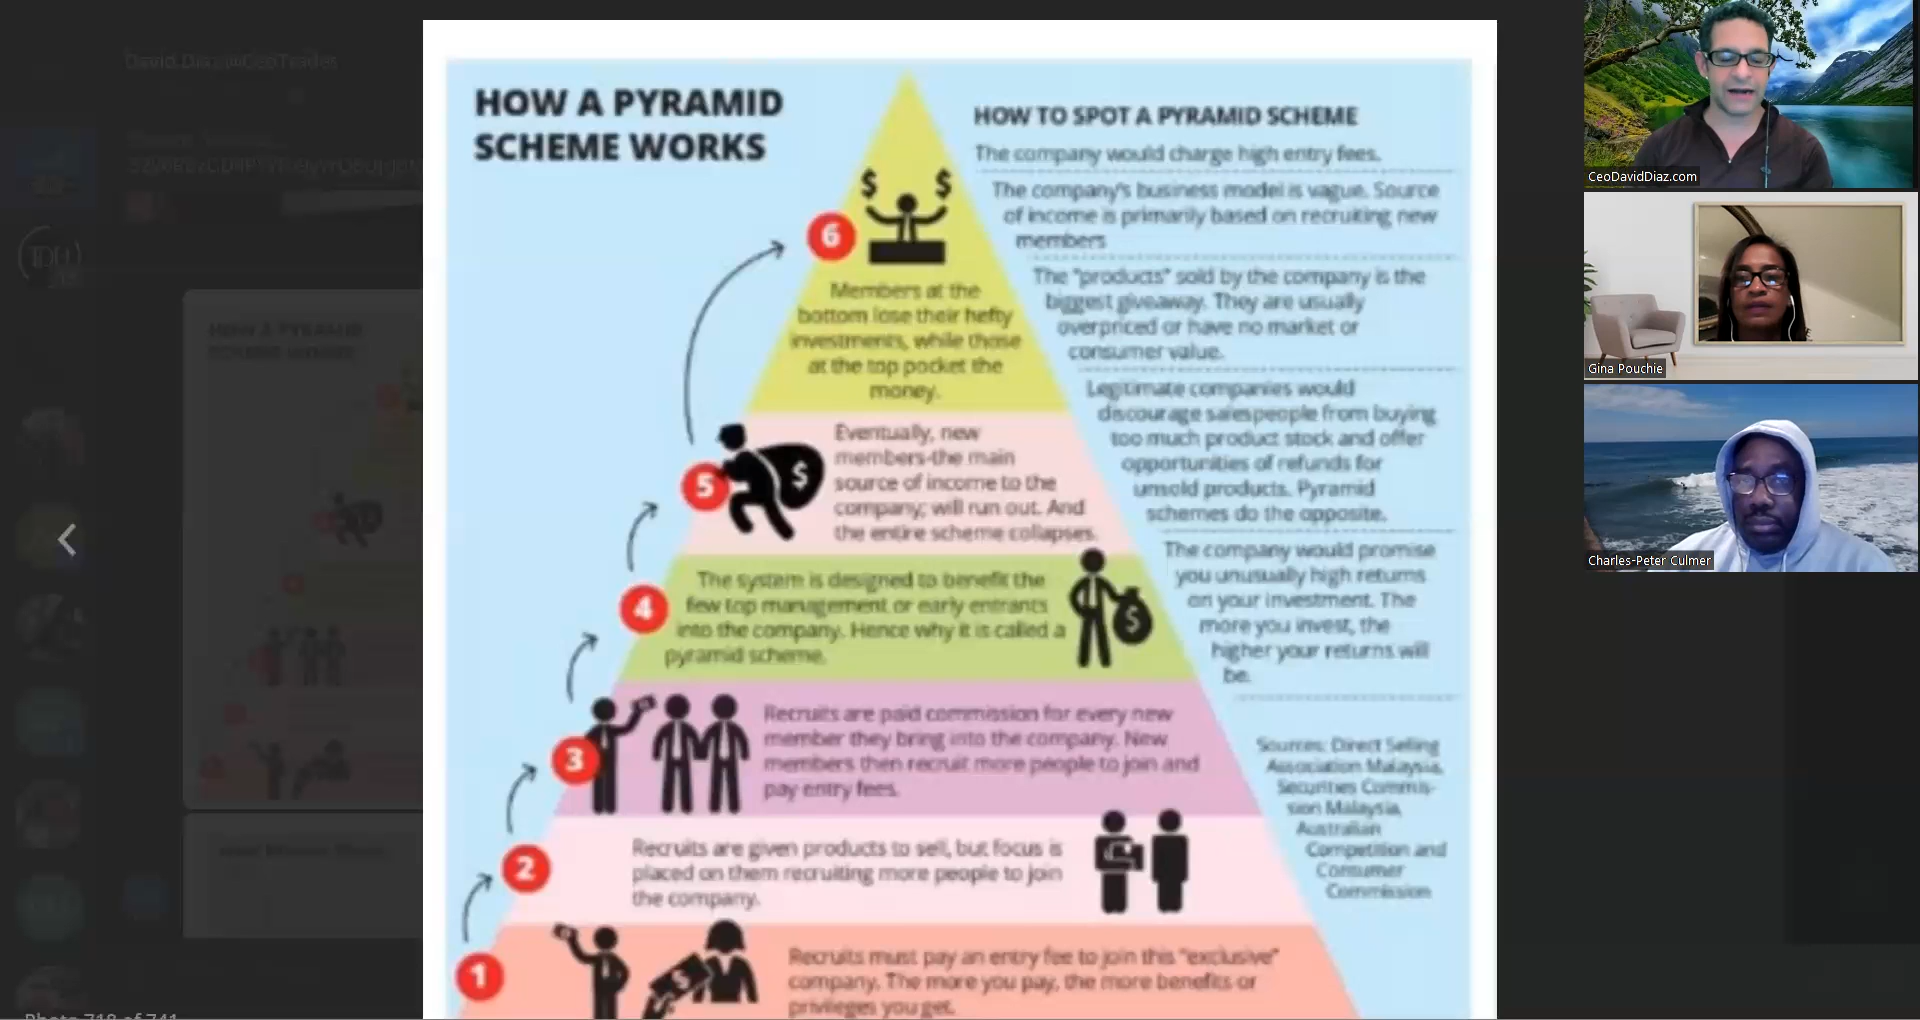 David Diaz
HOW A PYRAMID
SCHEME WORKS
6
Members at the
bottom lose their hefty
investments, while those
at the top pocket the
money.
5
Eventually, new
members-the main
source of income to the
company; will run out. And
the entire scheme collapses.
4
The system is designed to benefit the
few top management or early entrants
into the company. Hence why it is called a
pyramid scheme.
3
Recruits are paid commission for every new
member they bring into the company. New
members then recruit more people to join and
pay entry fees.
2
Recruits are given products to sell, but focus is
placed on them recruiting more people to join
the company.
1
Recruits must pay an entry fee to join this "exclusive"
company. The more you pay, the more benefits or
privileges you get.
HOW TO SPOT A PYRAMID SCHEME
The company would charge high entry fees.
The company's business model is vague. Source
of income is primarily based on recruiting new
members
The "products" sold by the company is the
biggest giveaway. They are usually
overpriced or have no market or
consumer value.
Legitimate companies would
discourage salespeople from buying
too much product stock and offer
opportunities of refunds for
unsold products. Pyramid
schemes do the opposite.
The company would promise
you unusually high returns
on your investment. The
more you invest, the
higher your returns will
be.
Sources: Direct Selling
Association Malaysia,
Securities Commis-
sion Malaysia,
Australian
Competition and
Consumer
Commission
CeoDavidDiaz.com
Gina Pouchie
Charles-Peter Culmer
Photo 718 of 741